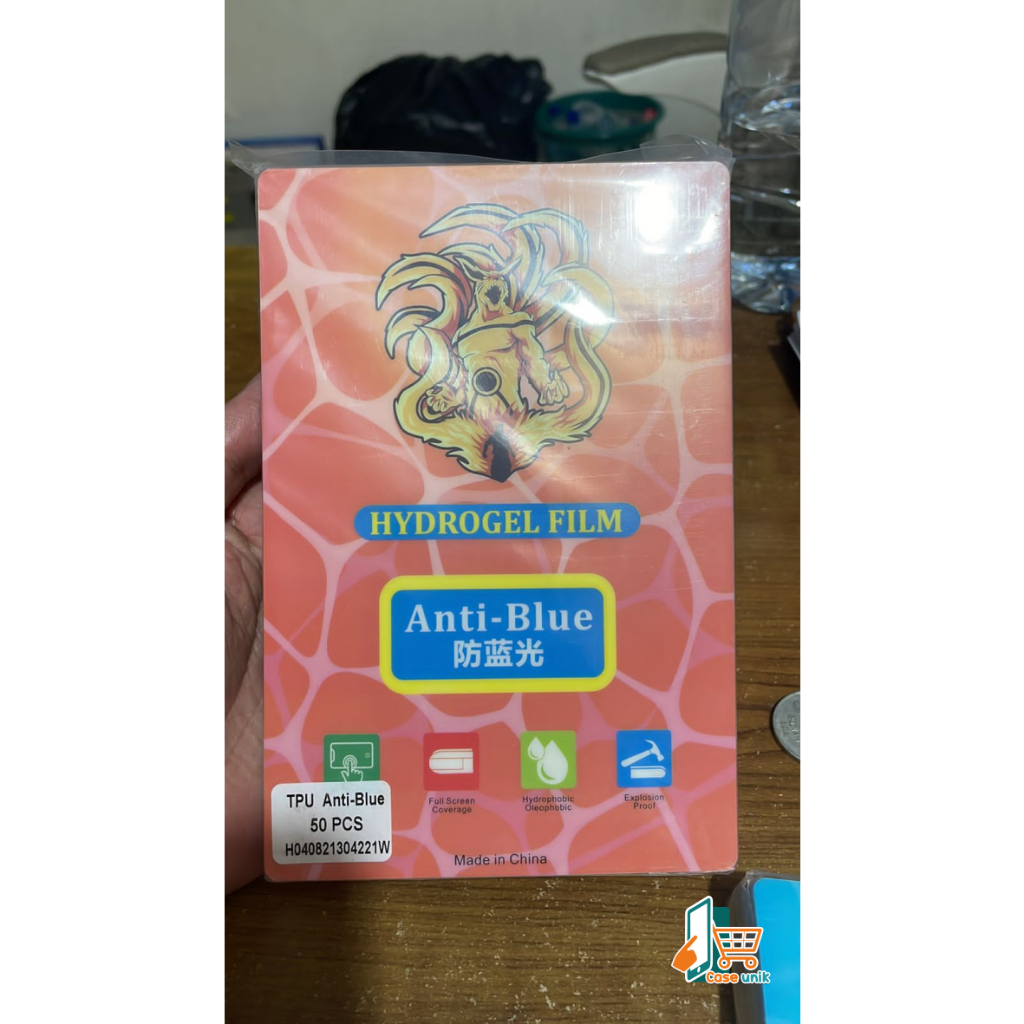 HYDROGEL FILM
Anti-Blue
防蓝光
Full Screen
Coverage
Hydrophobic
Oleophobic
Explosion
Proof
TPU Anti-Blue
50 PCS
H040821304221W
Made in China
Case unik